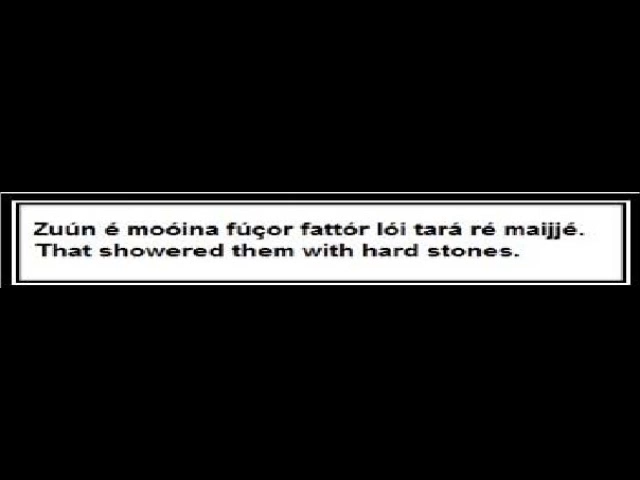 Zuún é moóina fúçor fattór lói tará ré maijjé.
That showered them with hard stones.